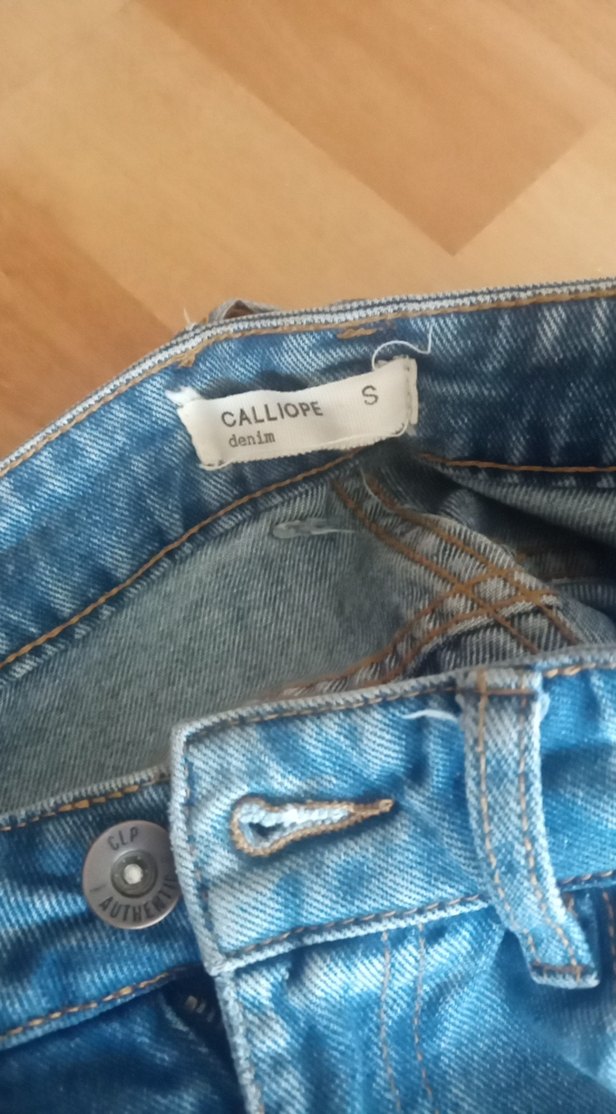 CALLIOPE S
denim
CLP
AUTHENTIC